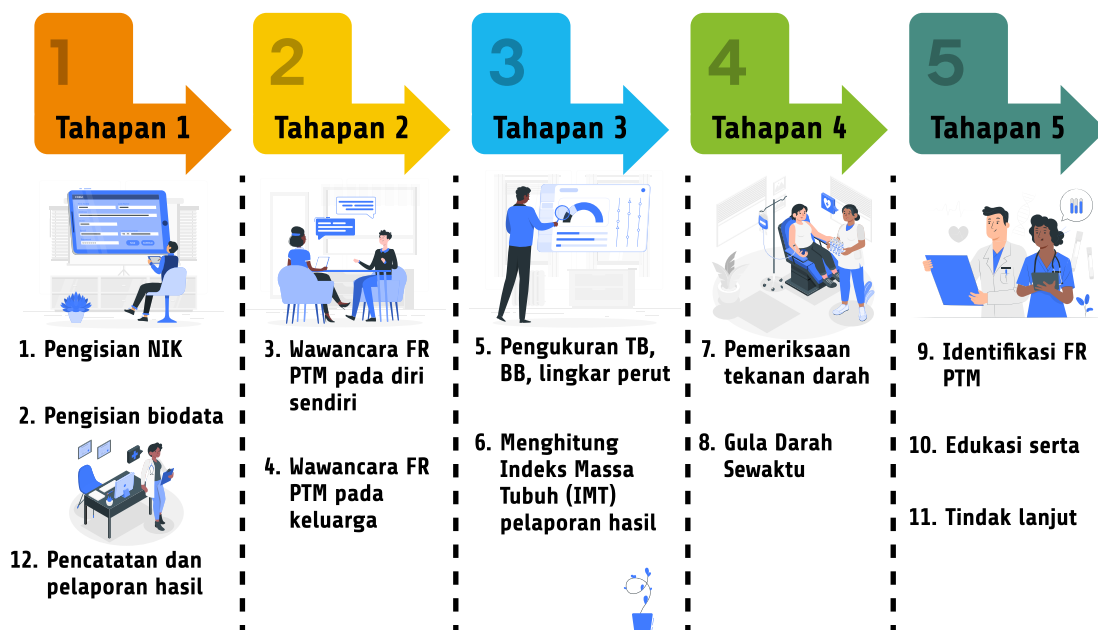 1
Tahapan 1
2
Tahapan 2
3
Tahapan 3
4
Tahapan 4
5
Tahapan 5
1. Pengisian NIK
2. Pengisian biodata
12. Pencatatan dan
pelaporan hasil
3. Wawancara FR
PTM pada diri
sendiri
4. Wawancara FR
PTM pada
keluarga
5. Pengukuran TB,
BB, lingkar perut
6. Menghitung
Indeks Massa
Tubuh (IMT)
pelaporan hasil
7. Pemeriksaan
tekanan darah
8. Gula Darah
Sewaktu
9. Identifikasi FR
PTM
10. Edukasi serta
11. Tindak lanjut